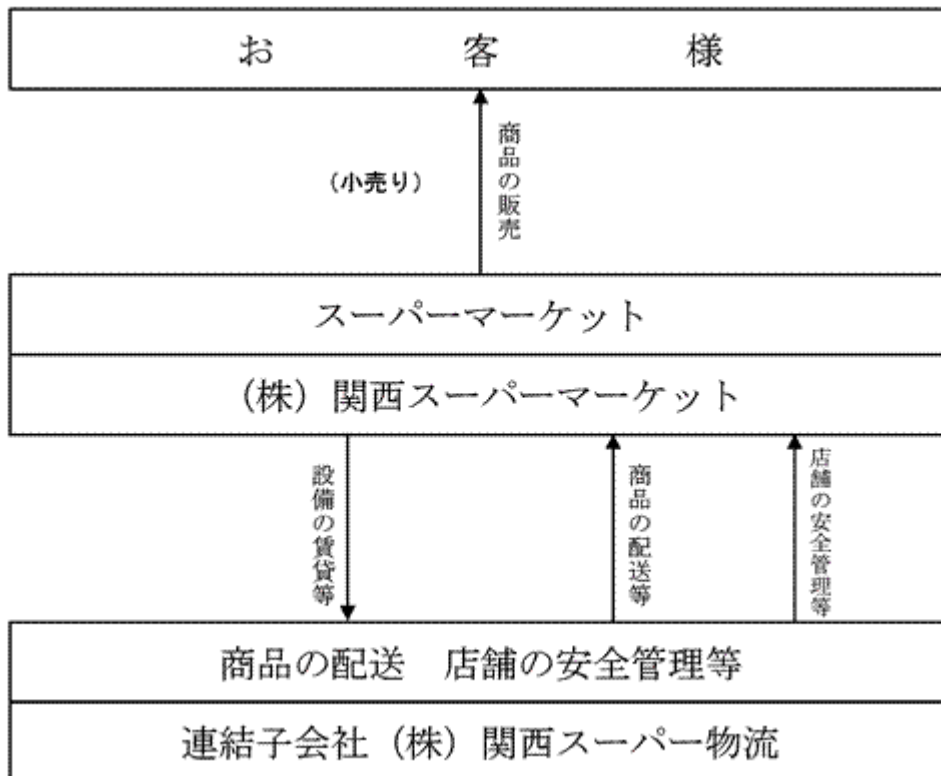 お客様
(小売り)
商品の販売
スーパーマーケット
(株)関西スーパーマーケット
設備の賃貸等
商品の配送等
店舗の安全管理等
商品の配送 店舗の安全管理等
連結子会社(株)関西スーパー物流